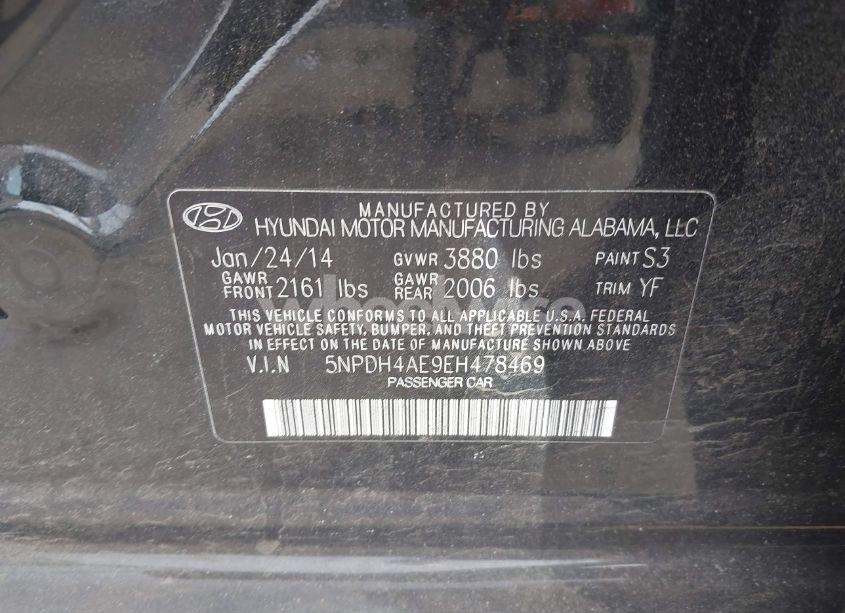 MANUFACTURED BY
HYUNDAI MOTOR MANUFACTURING ALABAMA, LLC
Jan/24/14 GVWR 3880 lbs PAINT S3
GAWR FRONT 2161 lbs GAWR REAR 2006 lbs TRIM YF
THIS VEHICLE CONFORMS TO ALL APPLICABLE U.S.A. FEDERAL
MOTOR VEHICLE SAFETY, BUMPER, AND THEFT PREVENTION STANDARDS
IN EFFECT ON THE DATE OF MANUFACTURE SHOWN ABOVE
V.I.N 5NPDH4AE9EH478469
PASSENGER CAR